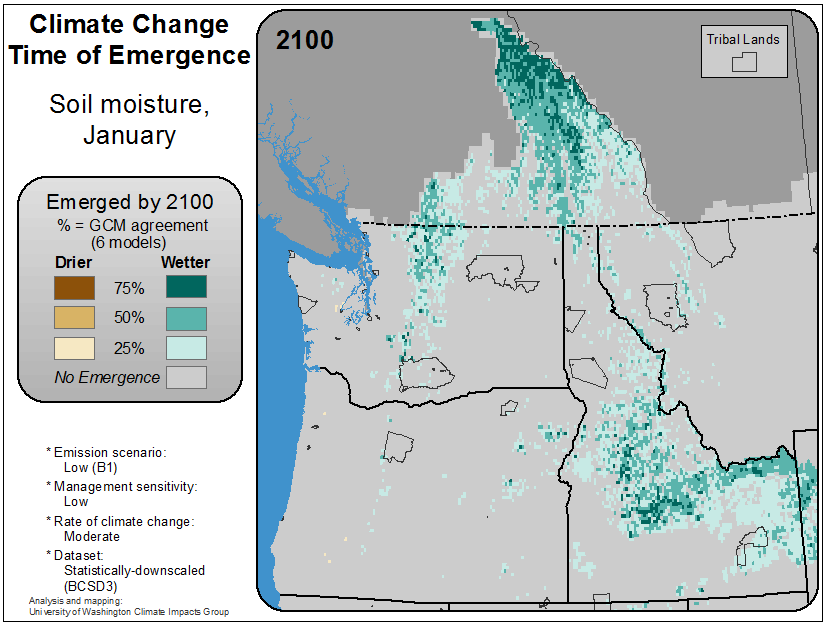 Climate Change
Time of Emergence
Soil moisture,
January
Emerged by 2100
% = GCM agreement
(6 models)
Drier Wetter
75%
50%
25%
No Emergence
* Emission scenario:
Low (B1)
* Management sensitivity:
Low
* Rate of climate change:
Moderate
* Dataset:
Statistically-downscaled
(BCSD3)
Analysis and mapping:
University of Washington Climate Impacts Group
2100
Tribal Lands